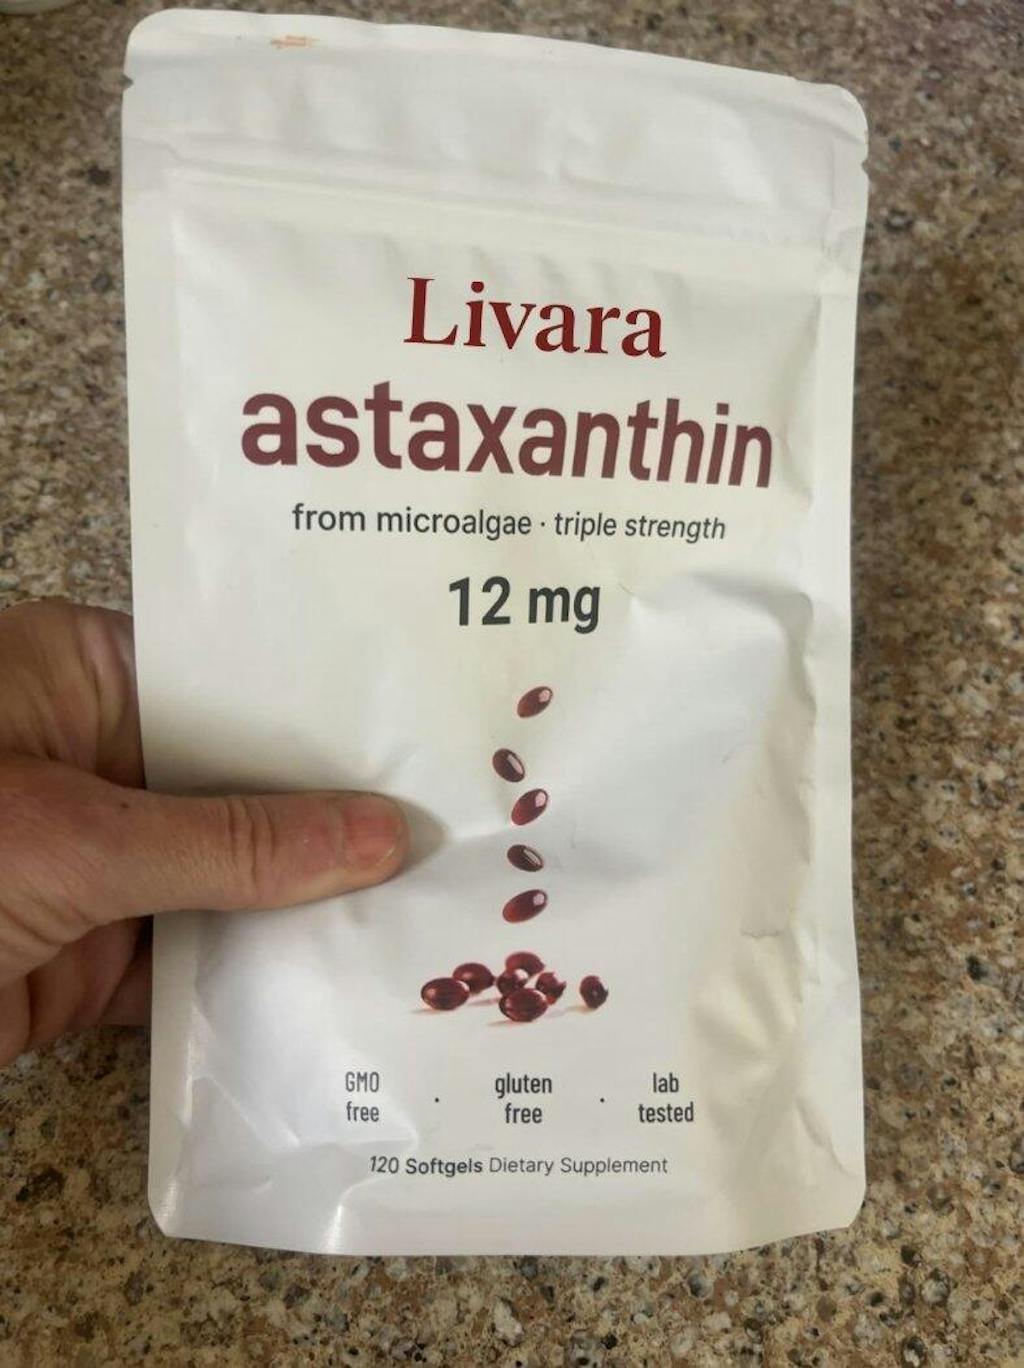 Livara
astaxanthin
from microalgae · triple strength
12 mg
GMO free · gluten free · lab tested
120 Softgels Dietary Supplement